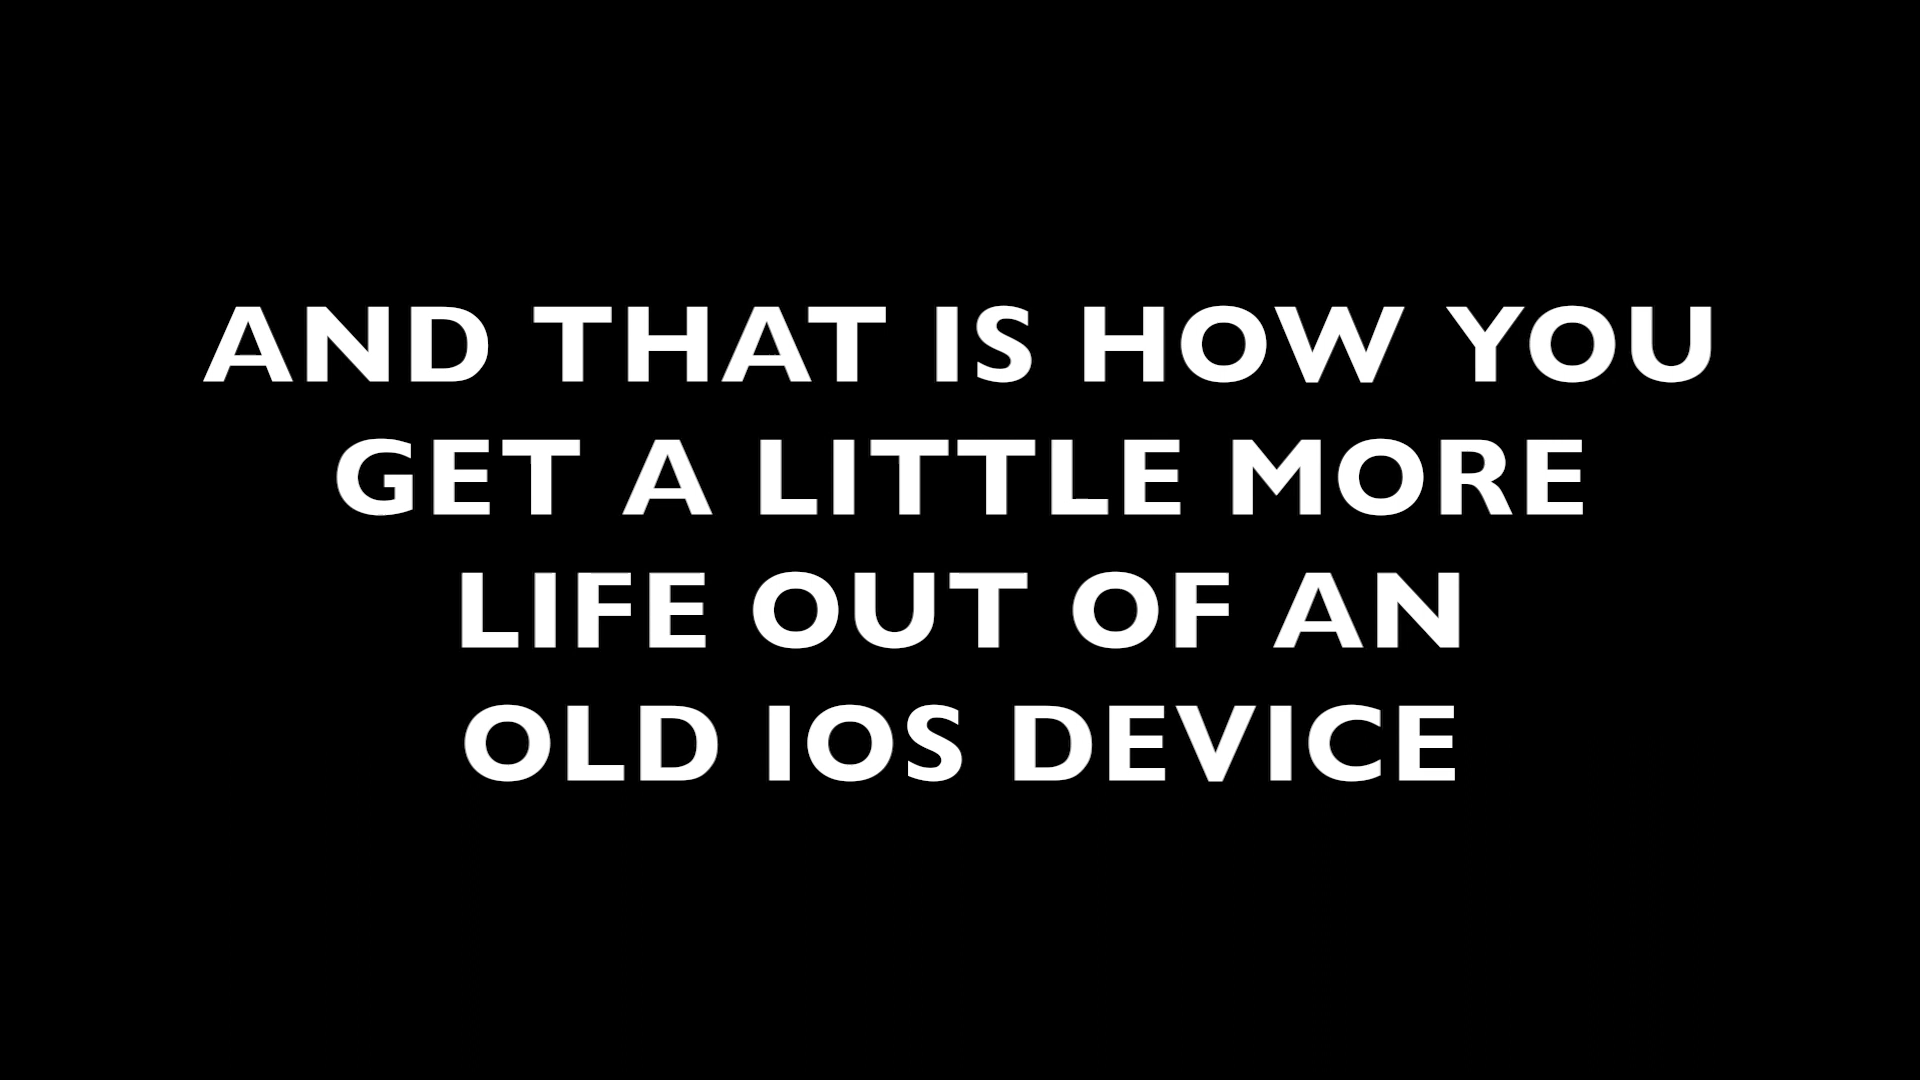 AND THAT IS HOW YOU
GET A LITTLE MORE
LIFE OUT OF AN
OLD IOS DEVICE